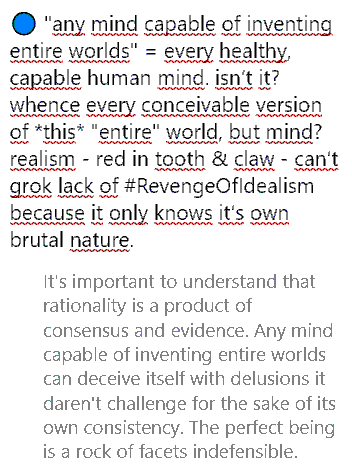 "any mind capable of inventing
entire worlds" = every healthy,
capable human mind. isn't it?
whence every conceivable version
of *this* "entire" world, but mind?
realism - red in tooth & claw - can't
grok lack of #RevengeOfIdealism
because it only knows it's own
brutal nature.
It's important to understand that
rationality is a product of
consensus and evidence. Any mind
capable of inventing entire worlds
can deceive itself with delusions it
daren't challenge for the sake of its
own consistency. The perfect being
is a rock of facets indefensible.